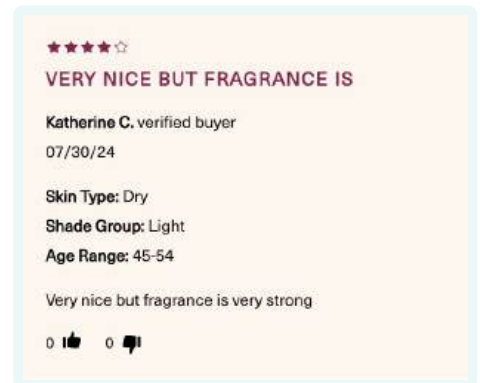 VERY NICE BUT FRAGRANCE IS
Katherine C. verified buyer
07/30/24
Skin Type: Dry
Shade Group: Light
Age Range: 45-54
Very nice but fragrance is very strong
0 0